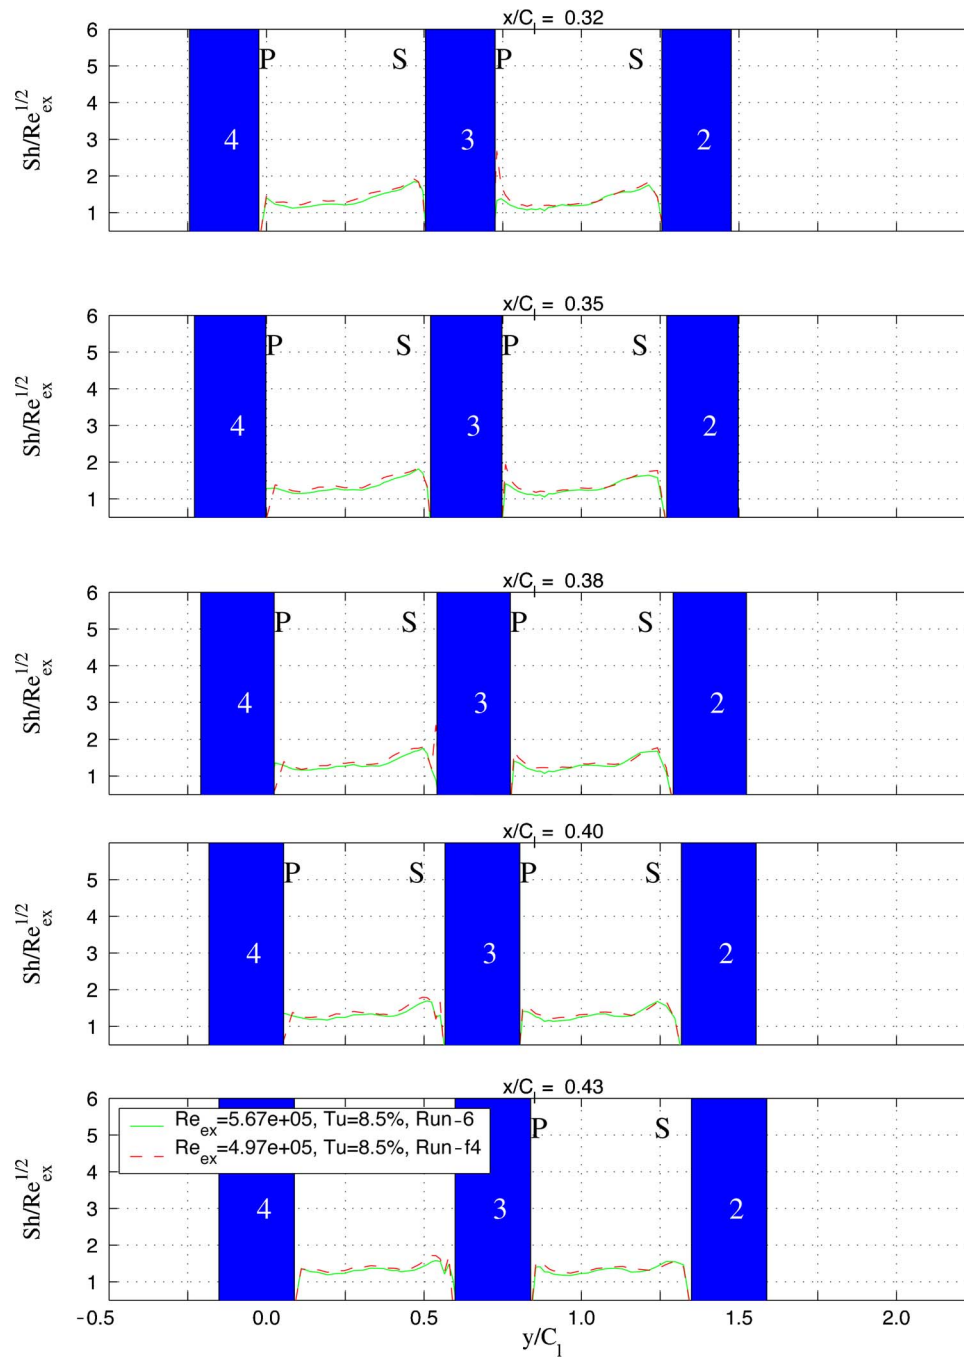 x/Cl = 0.32
6
5
4
3
2
1
Sh/Re_ex^1/2
P S P S
4 3 2
x/Cl = 0.35
6
5
4
3
2
1
Sh/Re_ex^1/2
P S P S
4 3 2
x/Cl = 0.38
6
5
4
3
2
1
Sh/Re_ex^1/2
P S P S
4 3 2
x/Cl = 0.40
5
4
3
2
1
Sh/Re_ex^1/2
P S P S
4 3 2
x/Cl = 0.43
6
5
4
3
2
1
Sh/Re_ex^1/2
Re_ex=5.67e+05, Tu=8.5%, Run-6
Re_ex=4.97e+05, Tu=8.5%, Run-f4
P S
4 3 2
-0.5 0.0 0.5 1.0 1.5 2.0
y/C_l